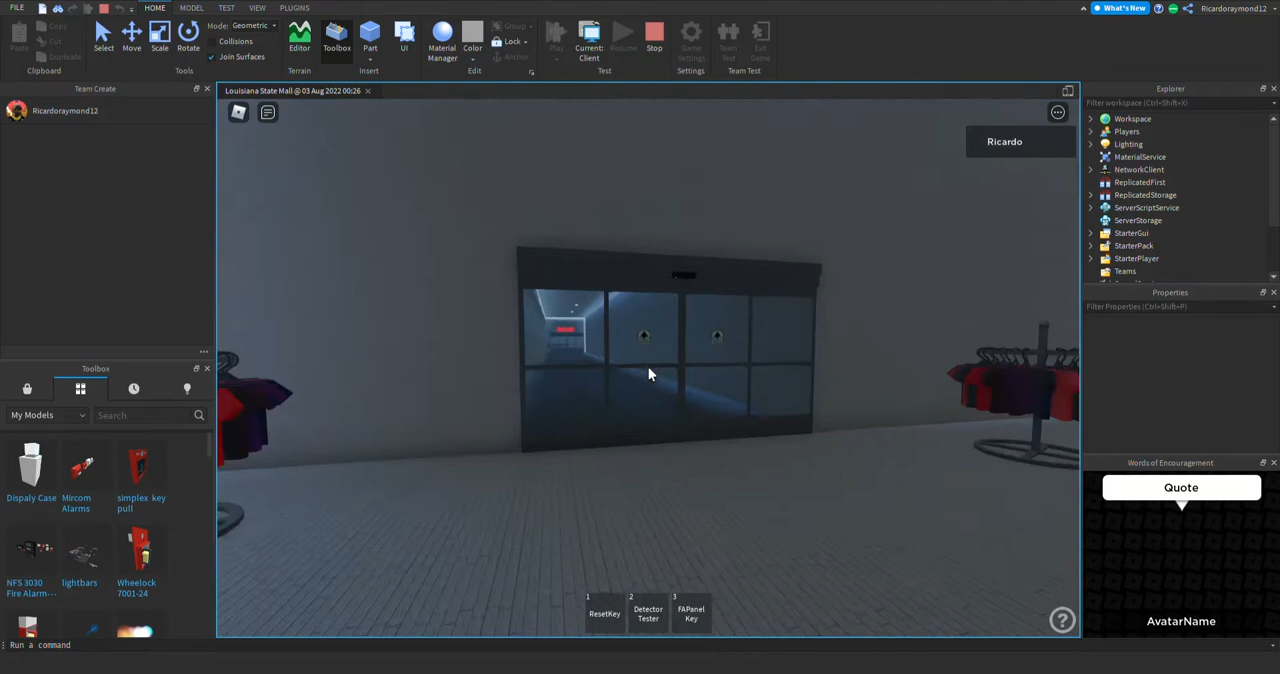 FILE HOME MODEL TEST VIEW PLUGINS What's New Ricardoraymond12
Paste Copy Cut Duplicate Clipboard
Select Move Scale Rotate Mode: Geometric Collisions Join Surfaces Tools
Editor Terrain
Toolbox Part UI Insert
Material Manager Color Group Lock Anchor Edit
Play Current: Client Resume Stop Test
Game Settings Settings
Team Test Exit Game Team Test
Team Create
Ricardoraymond12
Louisiana State Mall @ 03 Aug 2022 00:26
Ricardo
1 ResetKey
2 Detector Tester
3 FAPanel Key
?
Toolbox
My Models Search
Dispaly Case
Mircom Alarms
simplex key pull
NFS 3030 Fire Alarm···
lightbars
Wheelock 7001-24
Run a command
Explorer
Filter workspace (Ctrl+Shift+X)
Workspace
Players
Lighting
MaterialService
NetworkClient
ReplicatedFirst
ReplicatedStorage
ServerScriptService
ServerStorage
StarterGui
StarterPack
StarterPlayer
Teams
Properties
Filter Properties (Ctrl+Shift+P)
Words of Encouragement
Quote
AvatarName